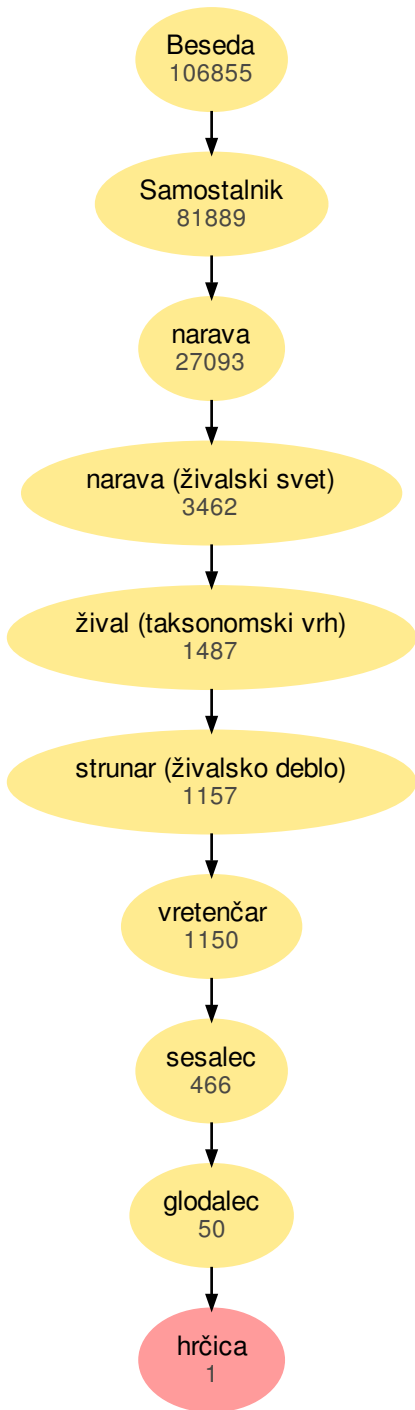 Beseda
106855
Samostalnik
81889
narava
27093
narava (živalski svet)
3462
žival (taksonomski vrh)
1487
strunar (živalsko deblo)
1157
vretenčar
1150
sesalec
466
glodalec
50
hrčica
1